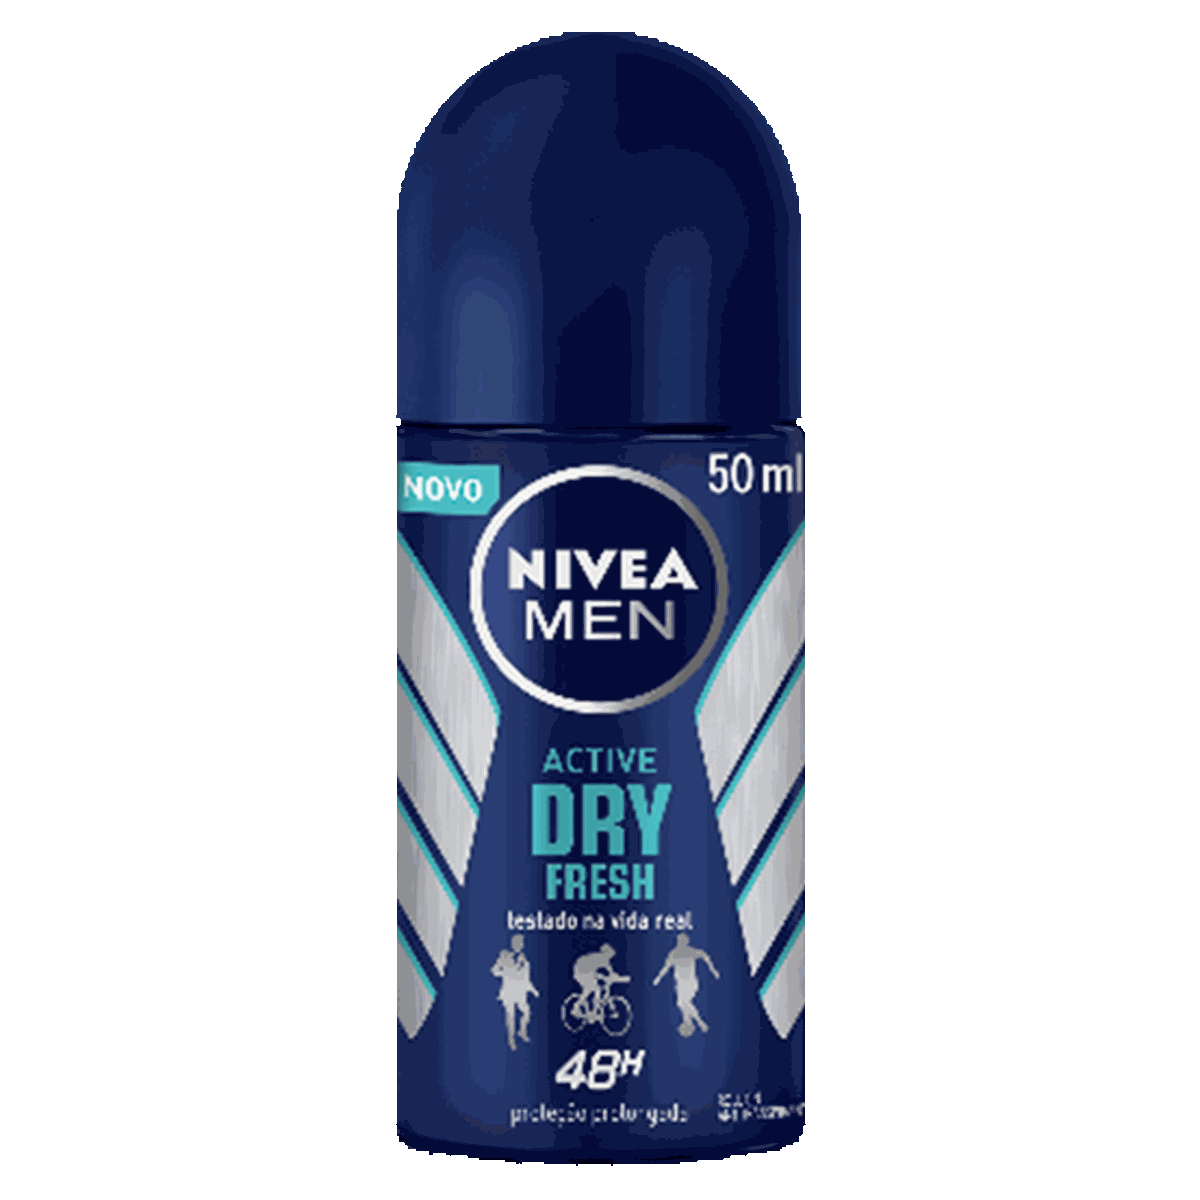 NOVO
50 ml
NIVEA
MEN
ACTIVE
DRY
FRESH
testado na vida real
48H
proteção prolongada